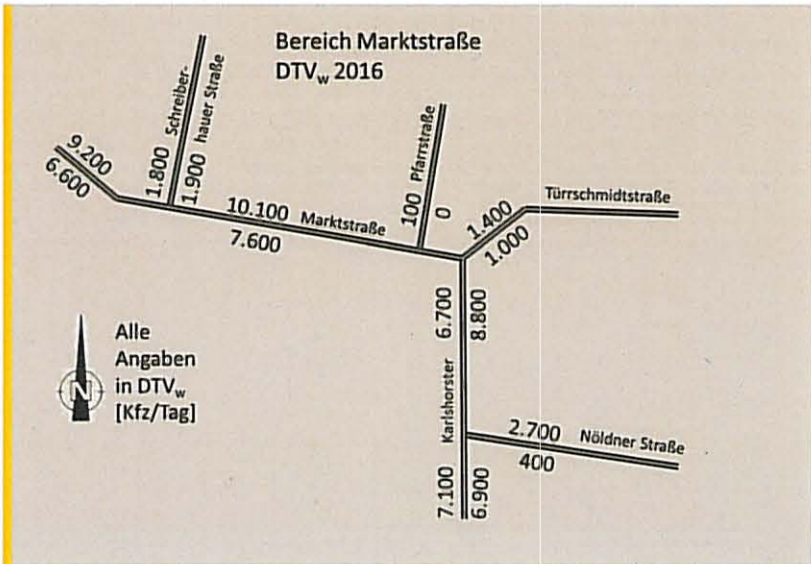 Bereich Marktstraße
DTVw 2016
Schreiber-
hauer Straße
1.800
1.900
9.200
6.600
10.100 Marktstraße
7.600
Pfarrstraße
100
0
Türrschmidtstraße
1.400
1.000
6.700
8.800
Alle
Angaben
in DTVw
[Kfz/Tag]
N
Karlshorster
2.700 Nöldner Straße
400
7.100
6.900